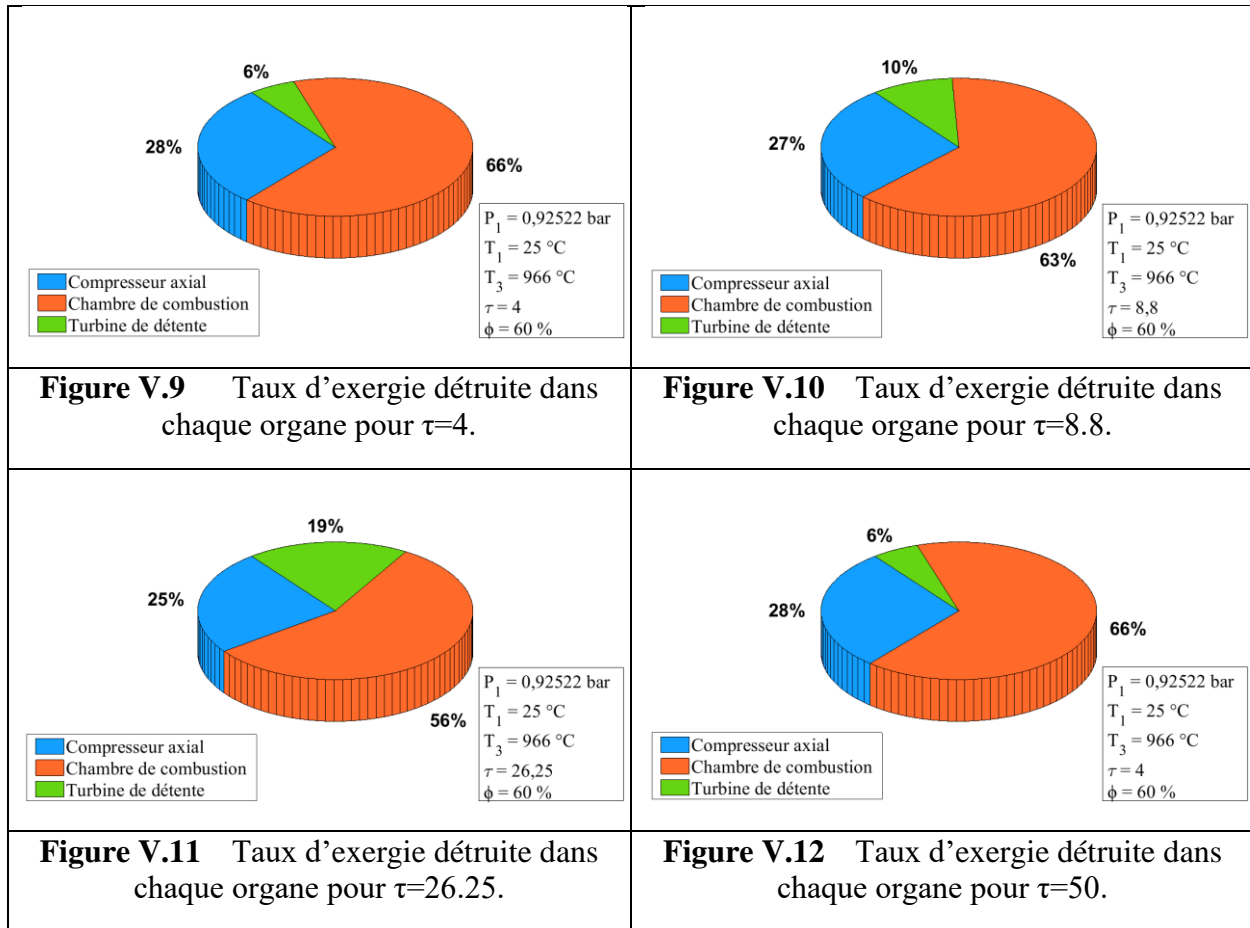 6%
28%
66%
P1 = 0,92522 bar
T1 = 25 °C
T3 = 966 °C
τ = 4
ϕ = 60 %
Compresseur axial
Chambre de combustion
Turbine de détente
Figure V.9 Taux d’exergie détruite dans
chaque organe pour τ=4.
10%
27%
63%
P1 = 0,92522 bar
T1 = 25 °C
T3 = 966 °C
τ = 8,8
ϕ = 60 %
Compresseur axial
Chambre de combustion
Turbine de détente
Figure V.10 Taux d’exergie détruite dans
chaque organe pour τ=8.8.
19%
25%
56%
P1 = 0,92522 bar
T1 = 25 °C
T3 = 966 °C
τ = 26,25
ϕ = 60 %
Compresseur axial
Chambre de combustion
Turbine de détente
Figure V.11 Taux d’exergie détruite dans
chaque organe pour τ=26.25.
6%
28%
66%
P1 = 0,92522 bar
T1 = 25 °C
T3 = 966 °C
τ = 4
ϕ = 60 %
Compresseur axial
Chambre de combustion
Turbine de détente
Figure V.12 Taux d’exergie détruite dans
chaque organe pour τ=50.